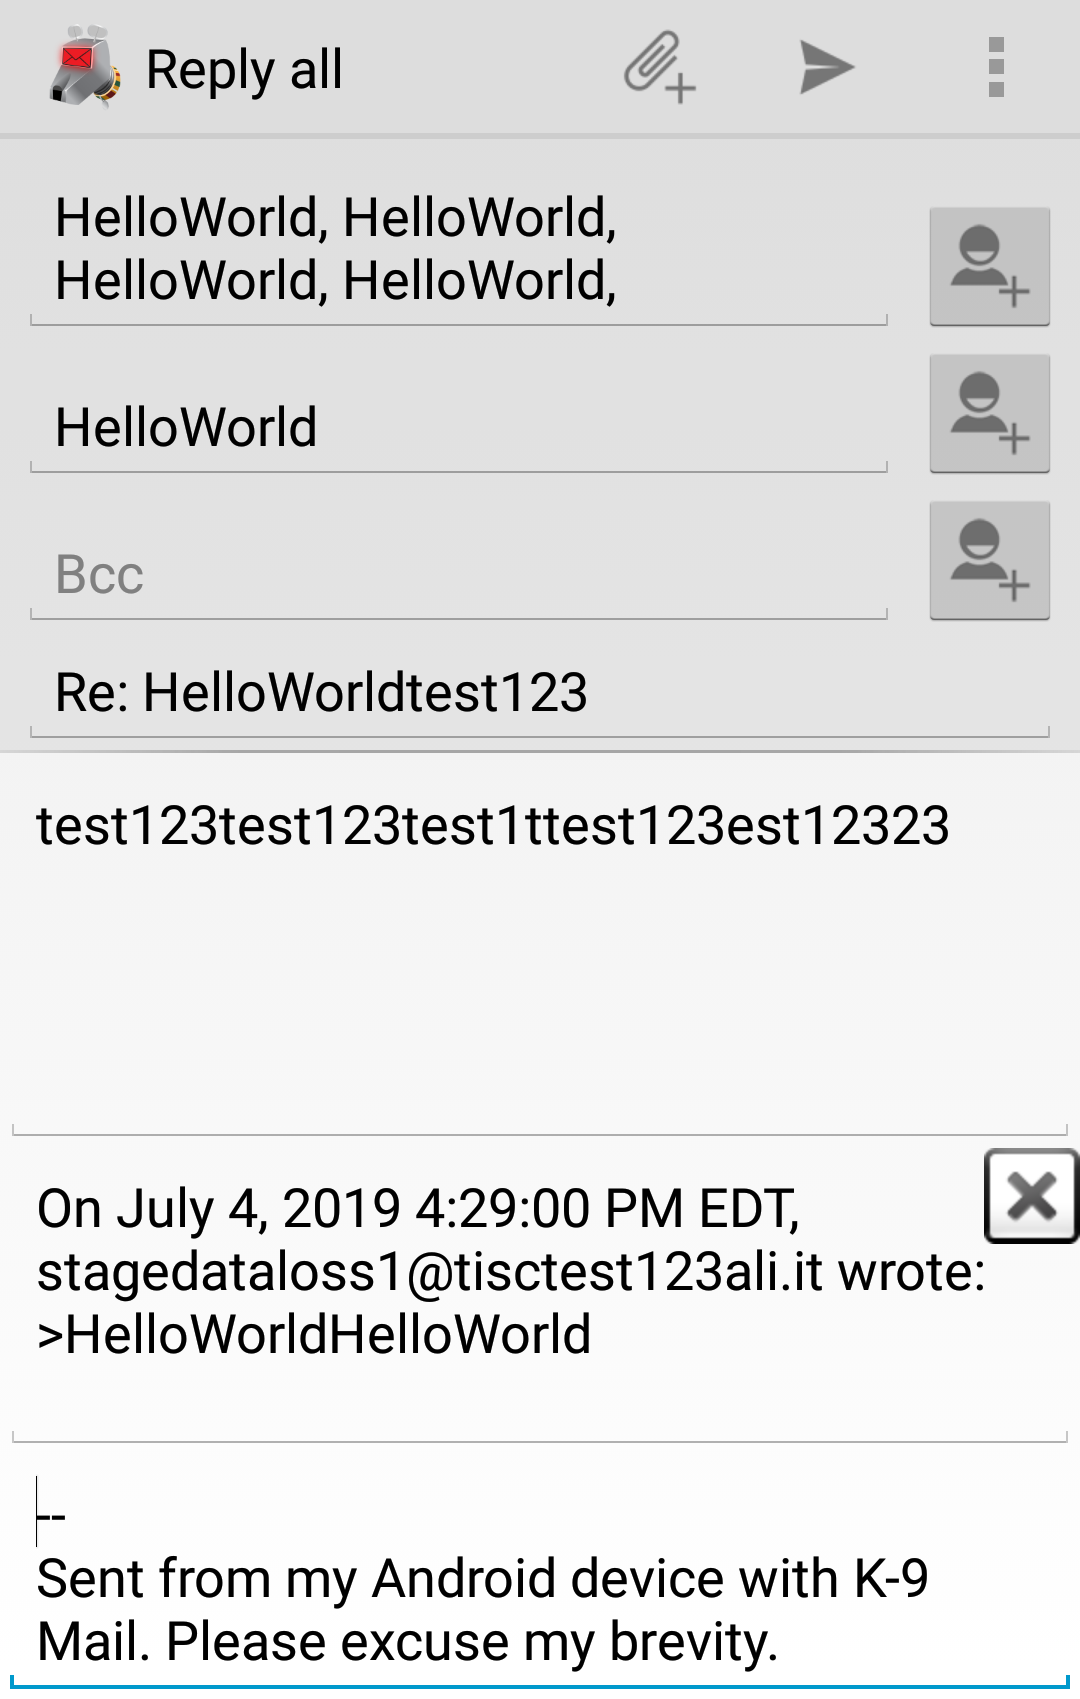 Reply all
HelloWorld, HelloWorld,
HelloWorld, HelloWorld,
HelloWorld
Bcc
Re: HelloWorldtest123
test123test123test1ttest123est12323
On July 4, 2019 4:29:00 PM EDT,
stagedataloss1@tisctest123ali.it wrote:
>HelloWorldHelloWorld
--
Sent from my Android device with K-9
Mail. Please excuse my brevity.